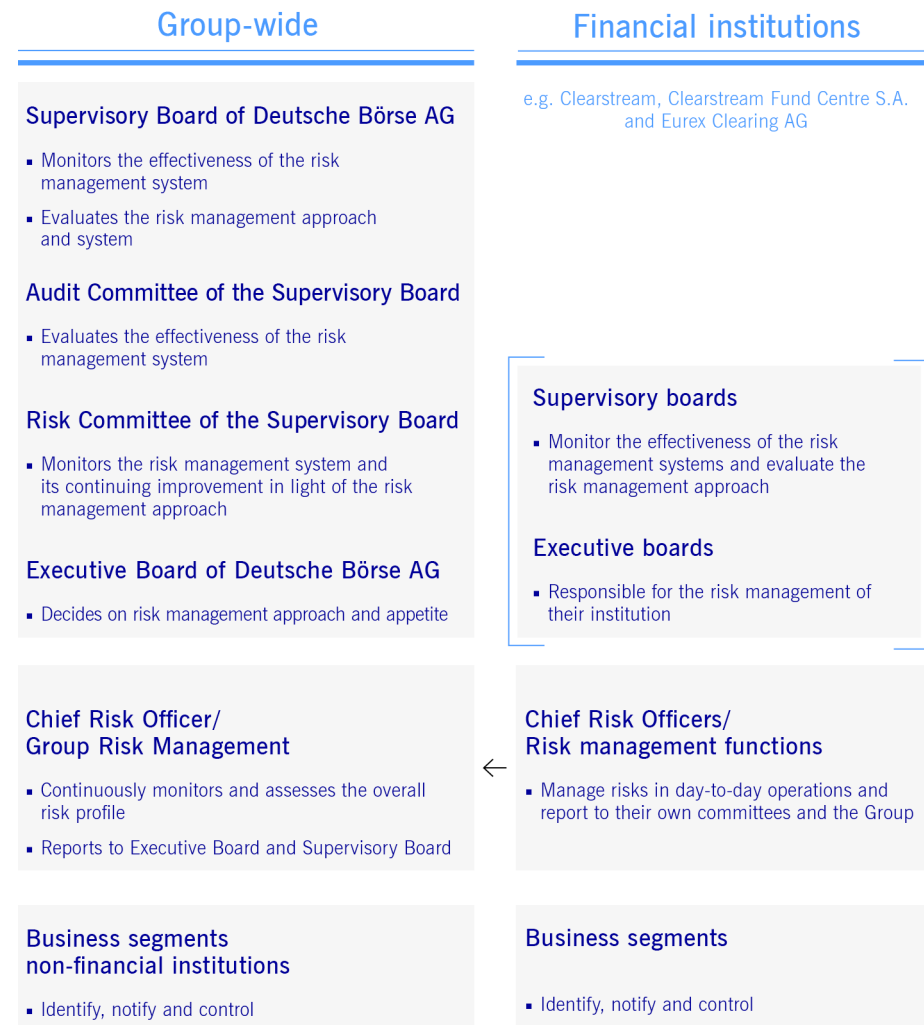 Group-wide
Supervisory Board of Deutsche Börse AG
▪ Monitors the effectiveness of the risk
management system
▪ Evaluates the risk management approach
and system
Audit Committee of the Supervisory Board
▪ Evaluates the effectiveness of the risk
management system
Risk Committee of the Supervisory Board
▪ Monitors the risk management system and
its continuing improvement in light of the risk
management approach
Executive Board of Deutsche Börse AG
▪ Decides on risk management approach and appetite
Financial institutions
e.g. Clearstream, Clearstream Fund Centre S.A.
and Eurex Clearing AG
Supervisory boards
▪ Monitor the effectiveness of the risk
management systems and evaluate the
risk management approach
Executive boards
▪ Responsible for the risk management of
their institution
Chief Risk Officer/
Group Risk Management
▪ Continuously monitors and assesses the overall
risk profile
▪ Reports to Executive Board and Supervisory Board
←
Chief Risk Officers/
Risk management functions
▪ Manage risks in day-to-day operations and
report to their own committees and the Group
Business segments
non-financial institutions
▪ Identify, notify and control
Business segments
▪ Identify, notify and control